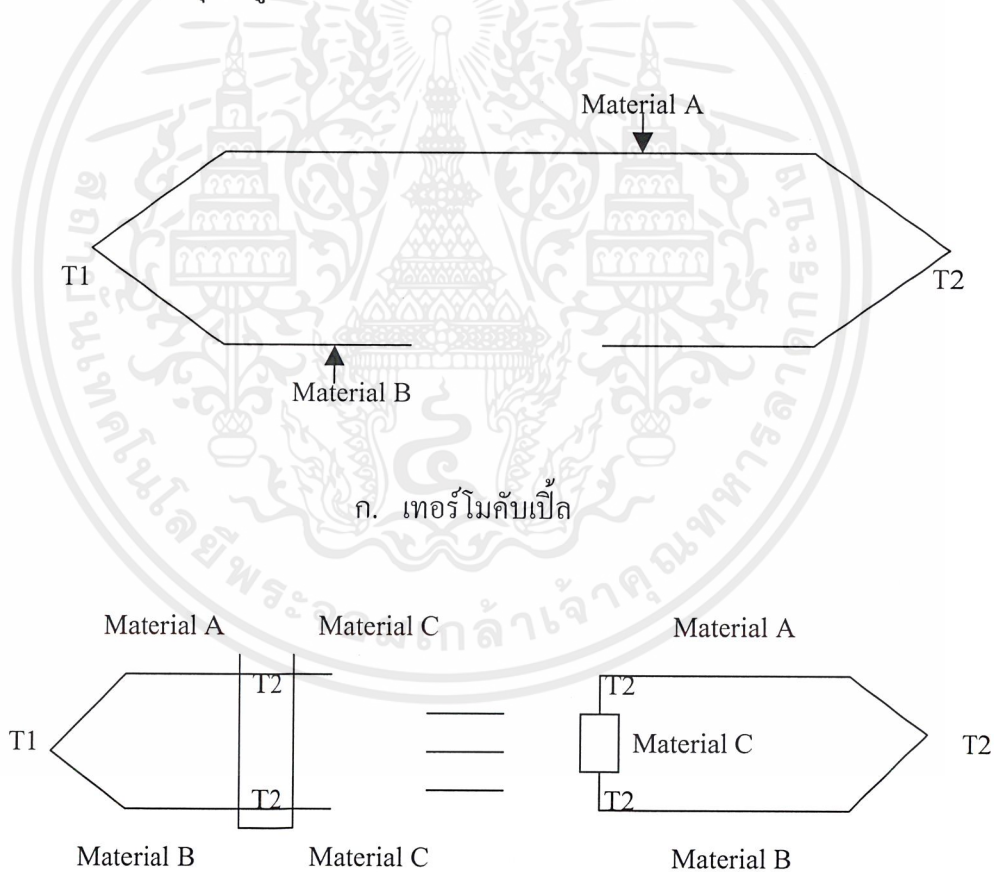 Material A
T1
T2
Material B
ก. เทอร์โมคับเปิ้ล
Material A Material C Material A
T2 T2
T1 Material C T2
T2 T2
Material B Material C Material B